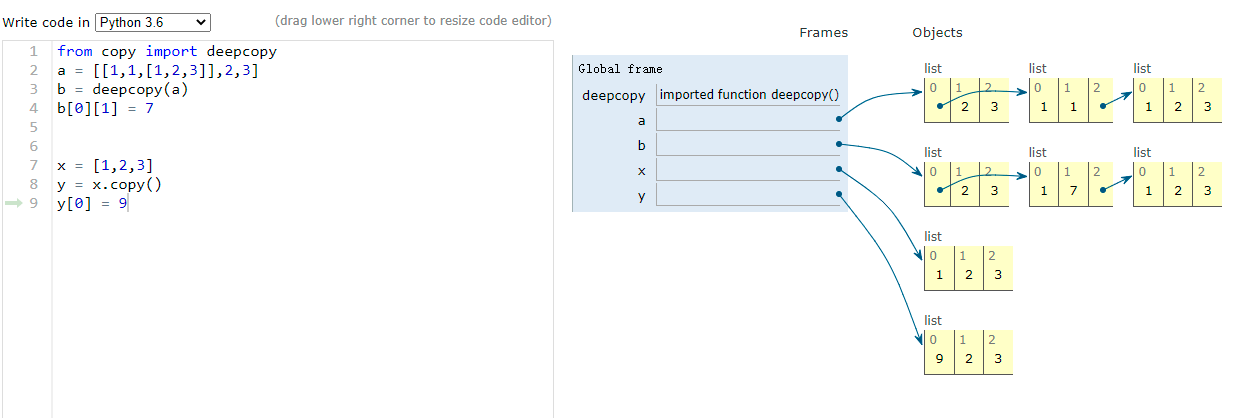 Write code in Python 3.6
(drag lower right corner to resize code editor)
1 from copy import deepcopy
2 a = [[1,1,[1,2,3]],2,3]
3 b = deepcopy(a)
4 b[0][1] = 7
5
6
7 x = [1,2,3]
8 y = x.copy()
9 y[0] = 9
Frames Objects
Global frame
deepcopy imported function deepcopy()
a
b
x
y
list list list
0 1 2 0 1 2 0 1 2
2 3 1 1 1 2 3
list list list
0 1 2 0 1 2 0 1 2
2 3 1 7 1 2 3
list
0 1 2
1 2 3
list
0 1 2
9 2 3